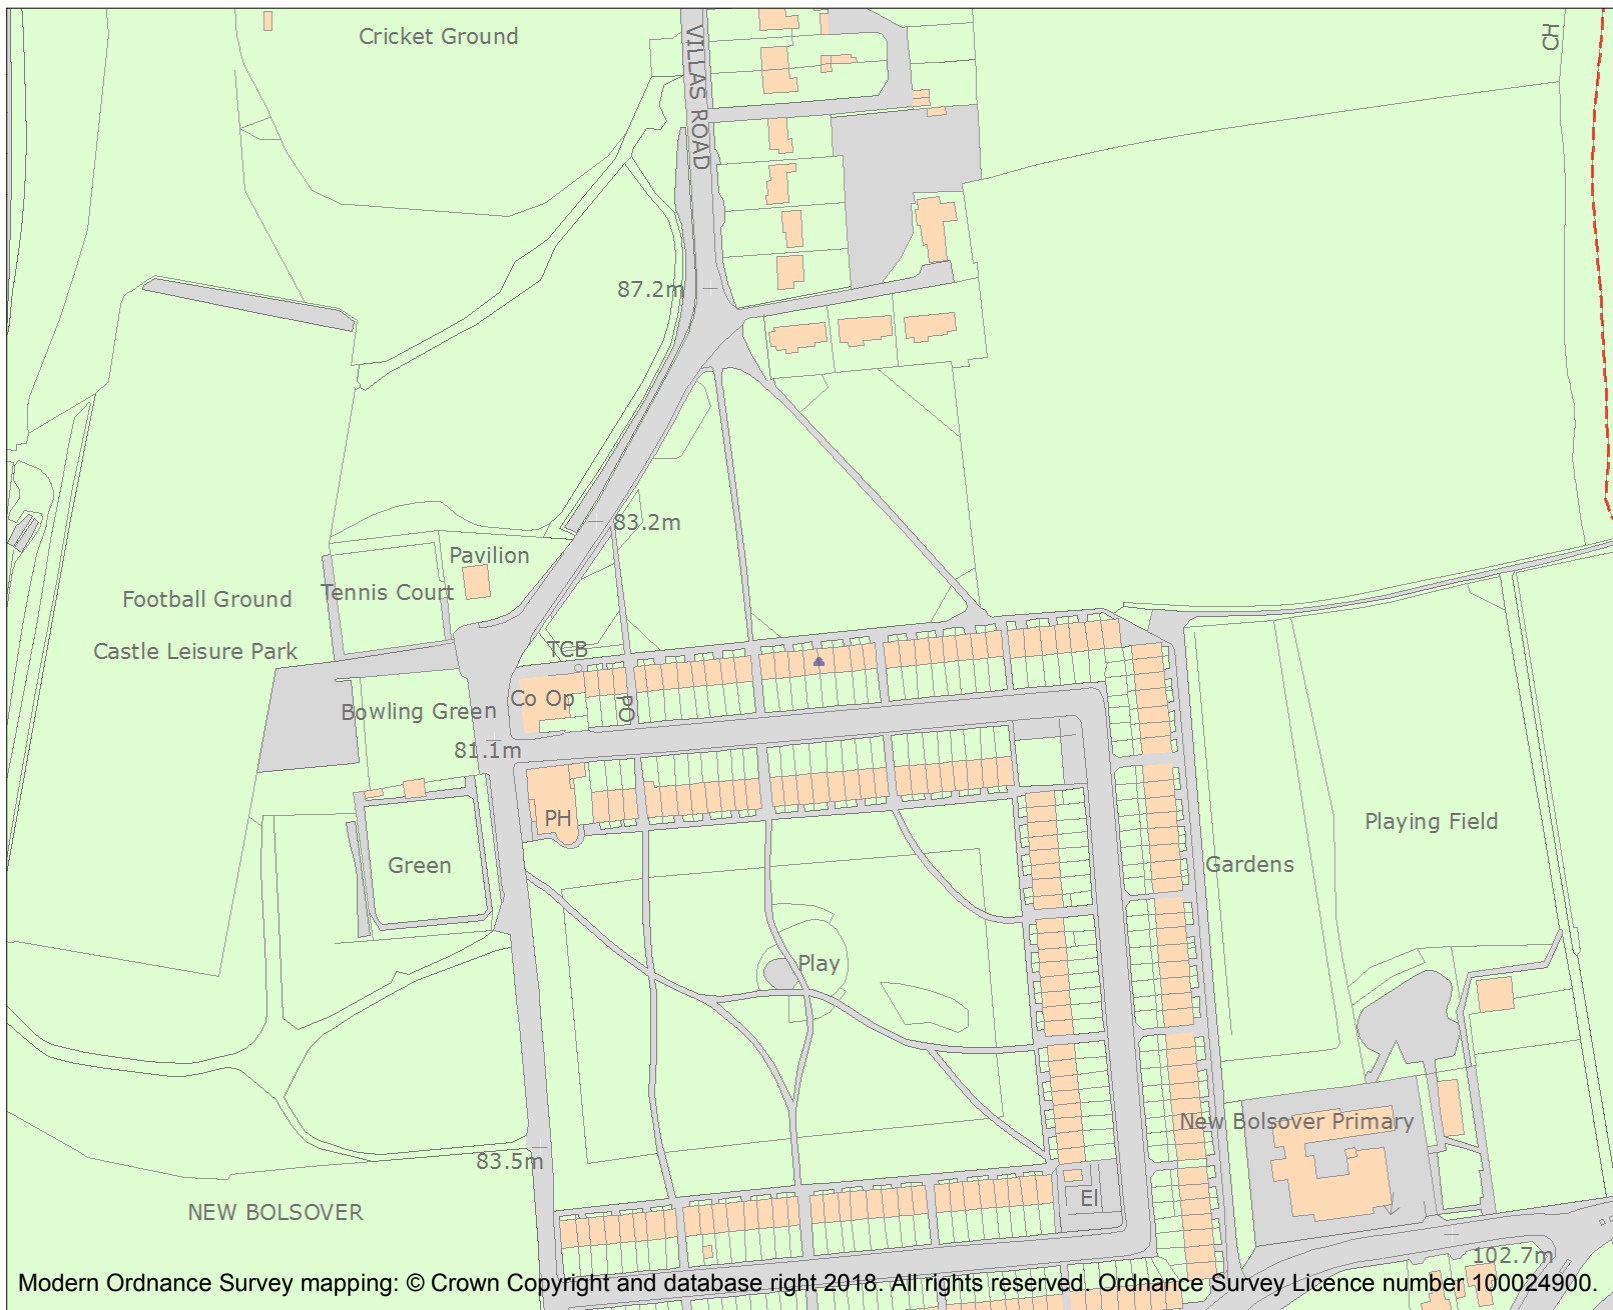 Cricket Ground
VILLAS ROAD
CH
87.2m
83.2m
Pavilion
Tennis Court
Football Ground
Castle Leisure Park
TCB
Co Op
PO
Bowling Green
81.1m
PH
Green
Playing Field
Gardens
Play
New Bolsover Primary
83.5m
El
NEW BOLSOVER
102.7m
Modern Ordnance Survey mapping: © Crown Copyright and database right 2018. All rights reserved. Ordnance Survey Licence number 100024900.